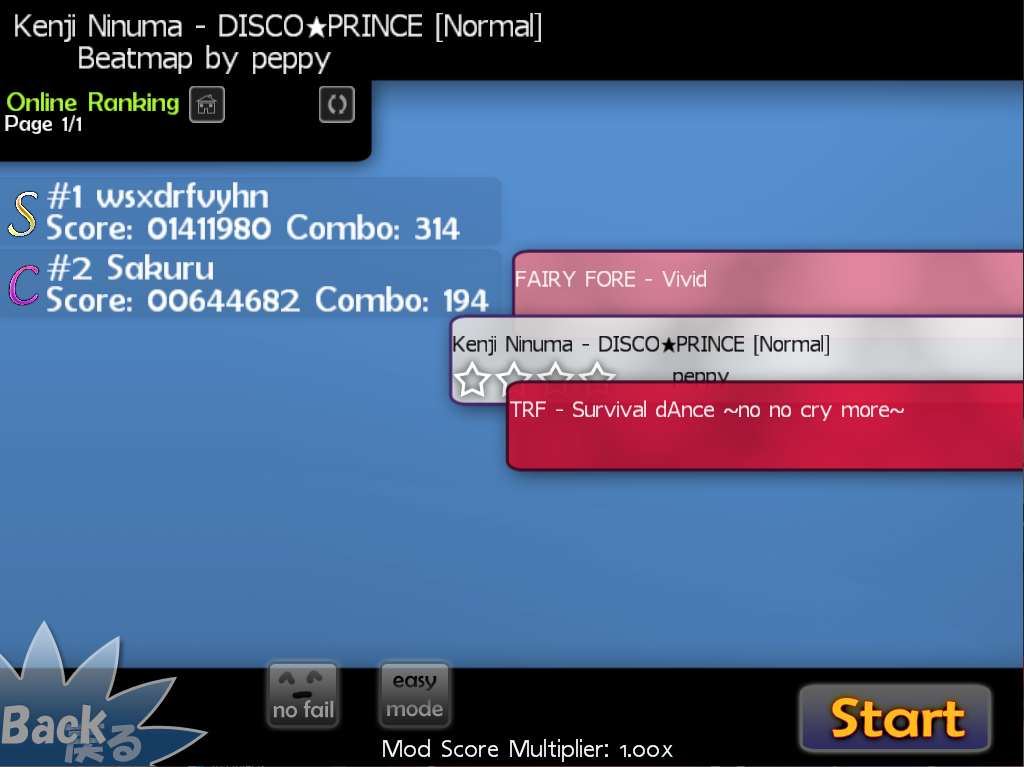 Kenji Ninuma - DISCO★PRINCE [Normal]
Beatmap by peppy
Online Ranking
Page 1/1
S
#1 wsxdrfvyhn
Score: 01411980 Combo: 314
C
#2 Sakuru
Score: 00644682 Combo: 194
FAIRY FORE - Vivid
Kenji Ninuma - DISCO★PRINCE [Normal]
peppy
TRF - Survival dAnce ~no no cry more~
Back
戻る
no fail
easy
mode
Mod Score Multiplier: 1.00x
Start